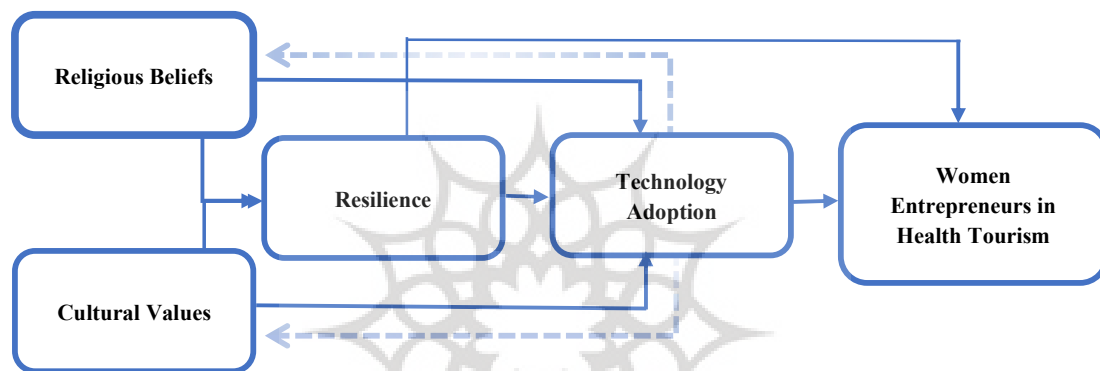 Religious Beliefs
Resilience
Technology
Adoption
Women
Entrepreneurs in
Health Tourism
Cultural Values